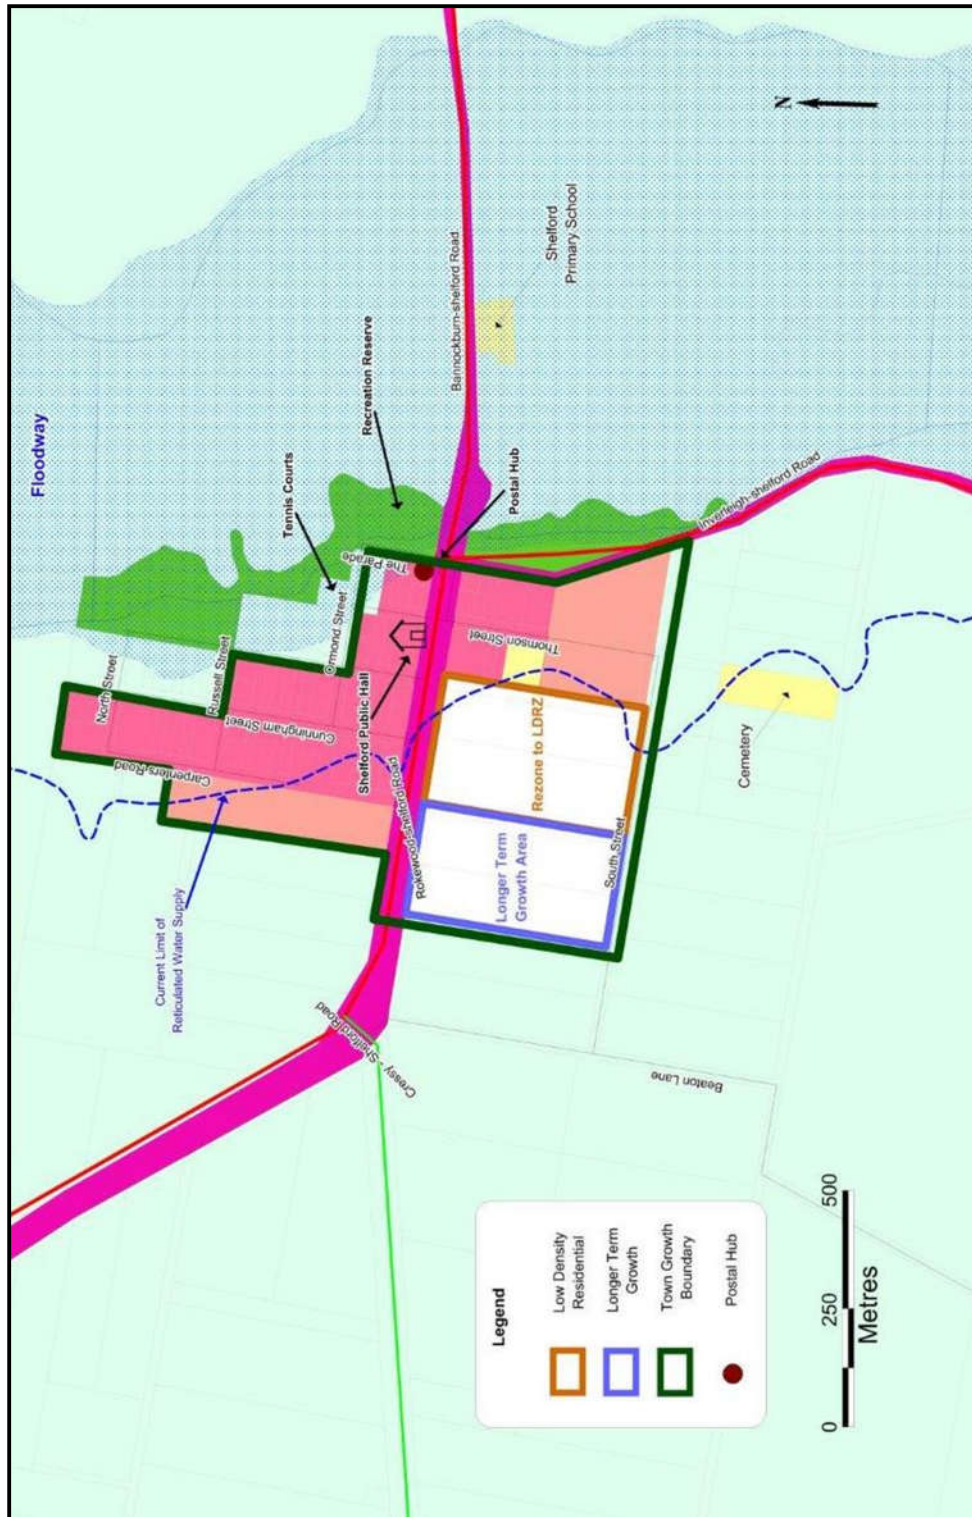 Floodway
N
Shelford
Primary School
Bannockburn-shelford Road
Recreation Reserve
Tennis Courts
Postal Hub
The Parade
Ormond Street
Russell Street
North Street
Cunningham Street
Carpenters Road
Shelford Public Hall
Thomson Street
Inverleigh-shelford Road
Rokewood-shelford Road
Rezone to LDRZ
Longer Term
Growth Area
South Street
Cemetery
Current Limit of
Reticulated Water Supply
Cressy - Shelford Road
Beaton Lane
Legend
Low Density
Residential
Longer Term
Growth
Town Growth
Boundary
Postal Hub
0
250
500
Metres